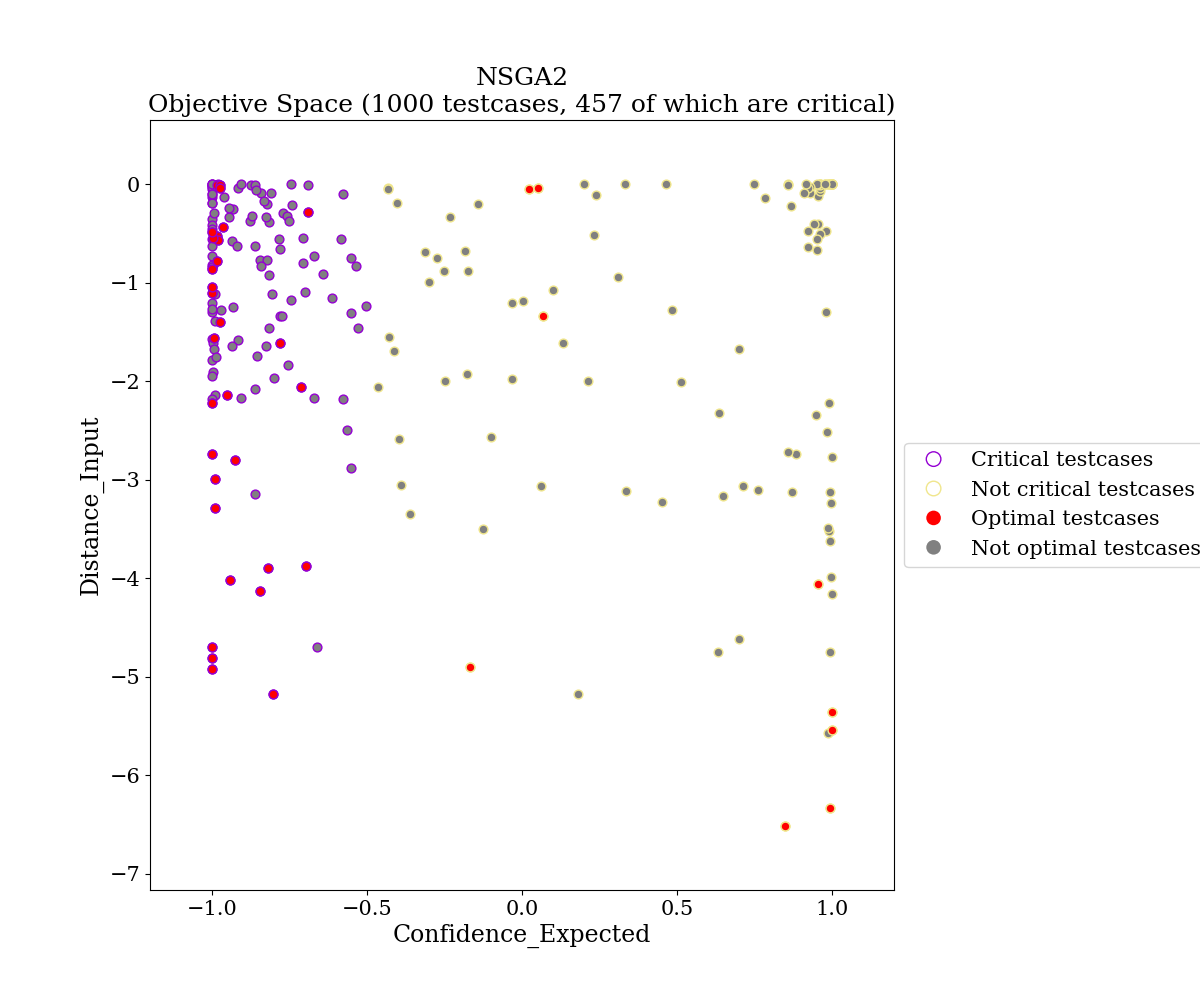 NSGA2
Objective Space (1000 testcases, 457 of which are critical)
0
−1
−2
−3
−4
−5
−6
−7
Distance_Input
−1.0
−0.5
0.0
0.5
1.0
Confidence_Expected
Critical testcases
Not critical testcases
Optimal testcases
Not optimal testcases